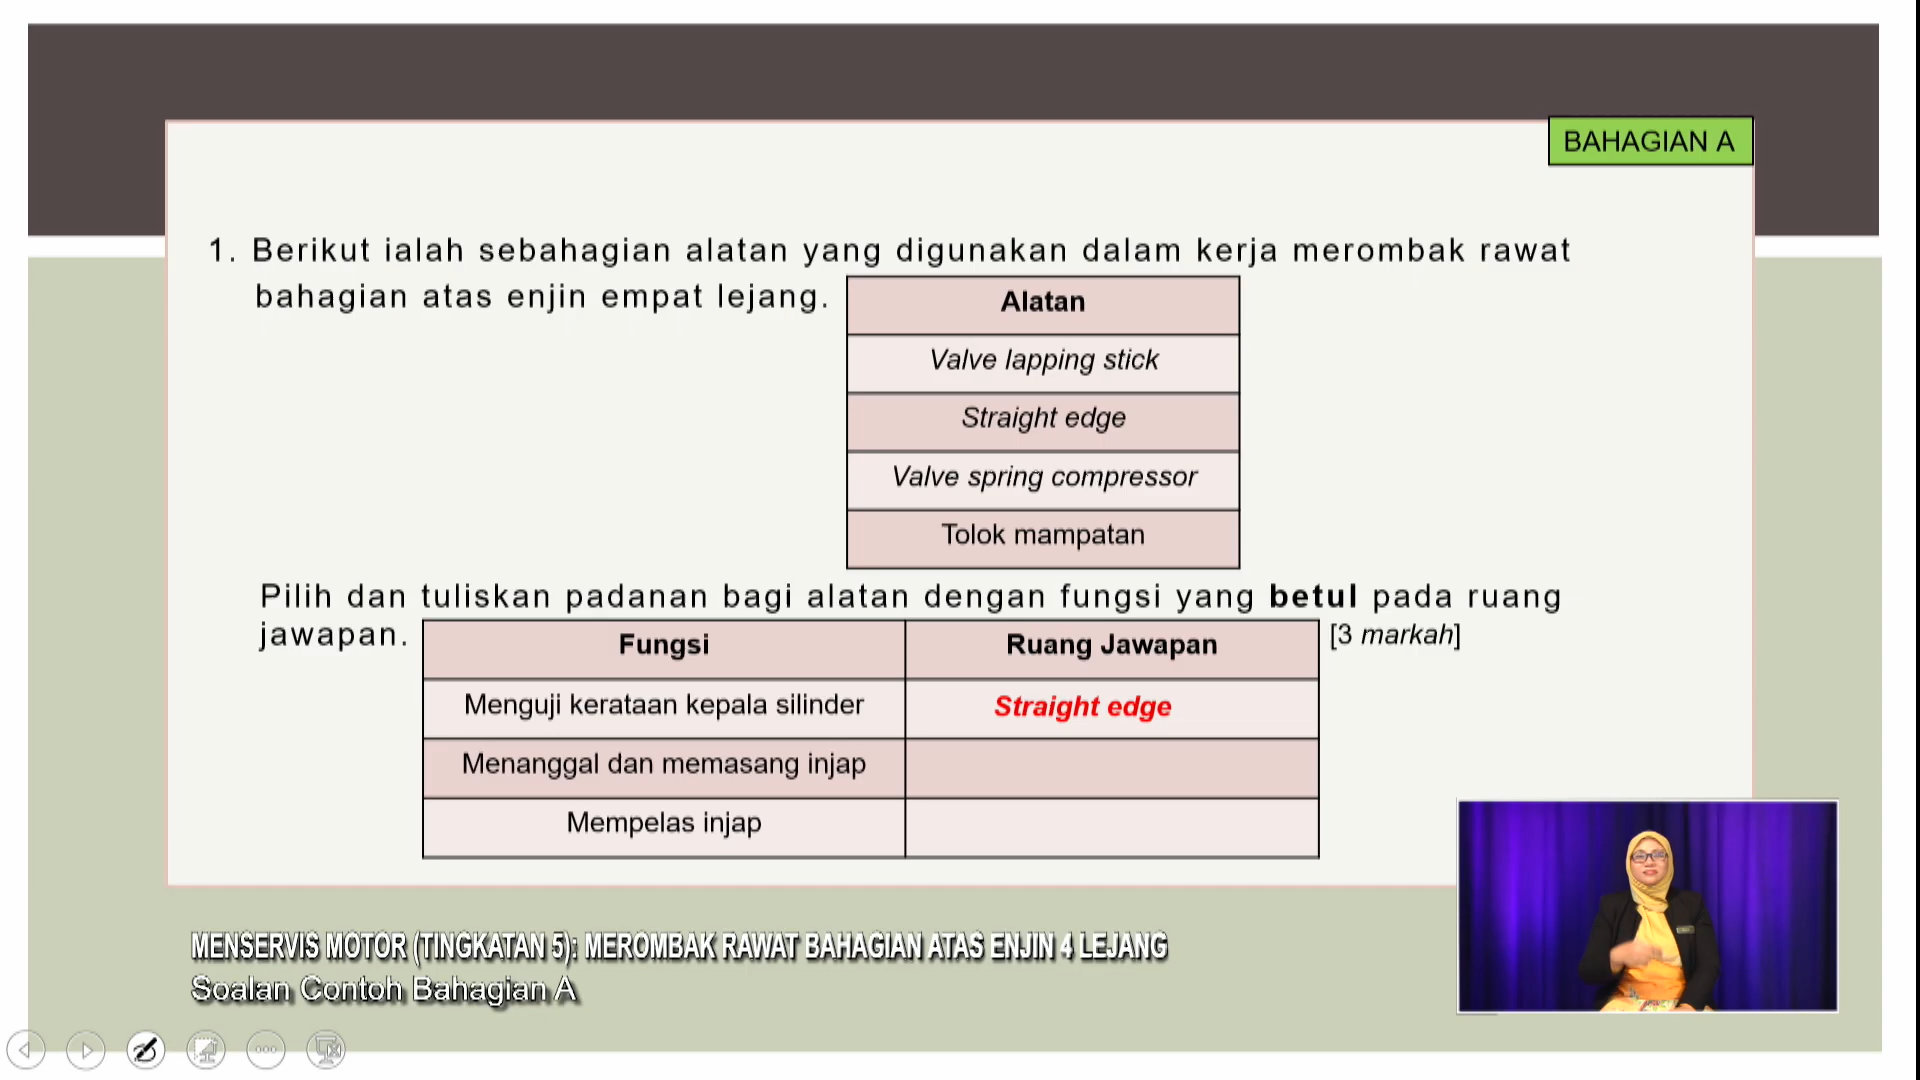 BAHAGIAN A
1. Berikut ialah sebahagian alatan yang digunakan dalam kerja merombak rawat
bahagian atas enjin empat lejang.
Alatan
Valve lapping stick
Straight edge
Valve spring compressor
Tolok mampatan
Pilih dan tuliskan padanan bagi alatan dengan fungsi yang betul pada ruang
jawapan.
[3 markah]
Fungsi Ruang Jawapan
Menguji kerataan kepala silinder Straight edge
Menanggal dan memasang injap
Mempelas injap
MENSERVIS MOTOR (TINGKATAN 5): MEROMBAK RAWAT BAHAGIAN ATAS ENJIN 4 LEJANG
Soalan Contoh Bahagian A